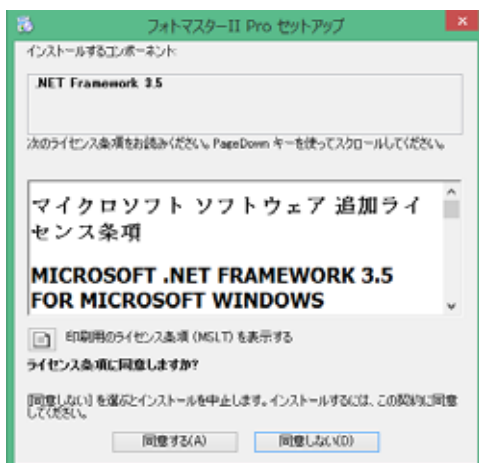 フォトマスターII Pro セットアップ
インストールするコンポーネント:
.NET Framework 3.5
次のライセンス条項をお読みください。PageDown キーを使ってスクロールしてください。
マイクロソフト ソフトウェア 追加ライ
センス条項
MICROSOFT .NET FRAMEWORK 3.5
FOR MICROSOFT WINDOWS
印刷用のライセンス条項 (MSLT) を表示する
ライセンス条項に同意しますか?
[同意しない] を選ぶとインストールを中止します。インストールするには、この契約に同意
してください。
同意する(A)
同意しない(D)